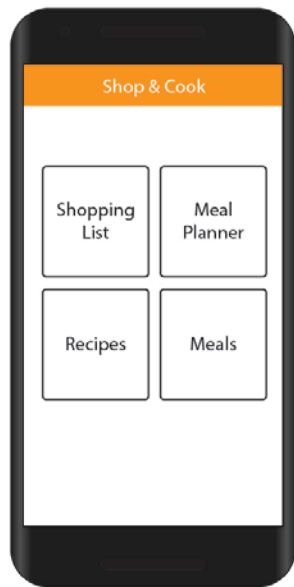 Shop & Cook
Shopping
List
Meal
Planner
Recipes
Meals